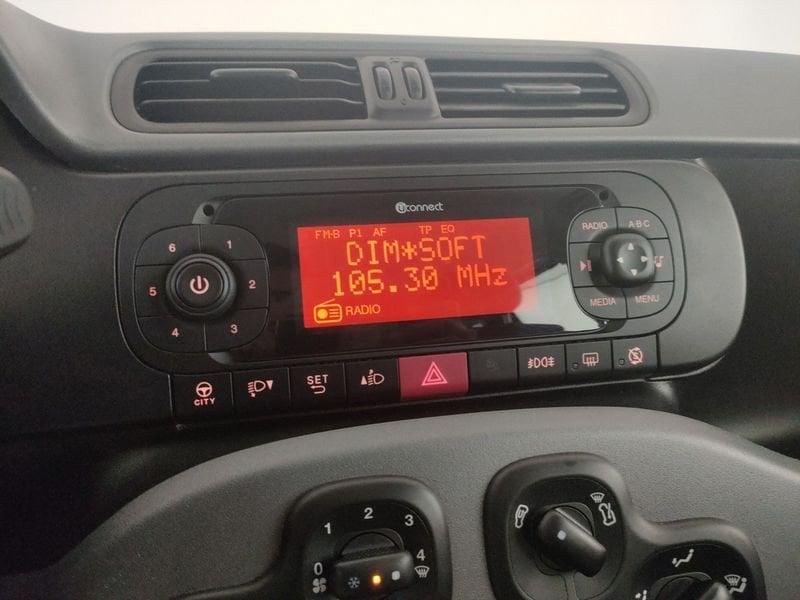 uconnect
FM-B P1 AF TP EQ
DIM*SOFT
105.30 MHz
RADIO
6 1
5 2
4 3
RADIO A·B·C
MEDIA MENU
CITY
SET
0 1 2 3 4